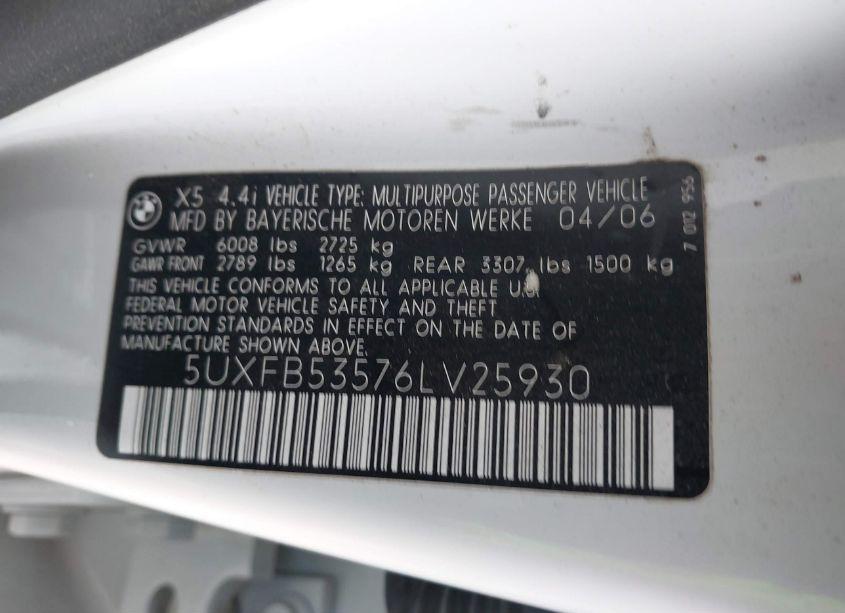 X5 4.4i VEHICLE TYPE: MULTIPURPOSE PASSENGER VEHICLE
MFD BY BAYERISCHE MOTOREN WERKE 04/06
GVWR 6008 lbs 2725 kg
GAWR FRONT 2789 lbs 1265 kg REAR 3307 lbs 1500 kg
THIS VEHICLE CONFORMS TO ALL APPLICABLE U.S.
FEDERAL MOTOR VEHICLE SAFETY AND THEFT
PREVENTION STANDARDS IN EFFECT ON THE DATE OF
MANUFACTURE SHOWN ABOVE.
5UXFB53576LV25930
7 012 956